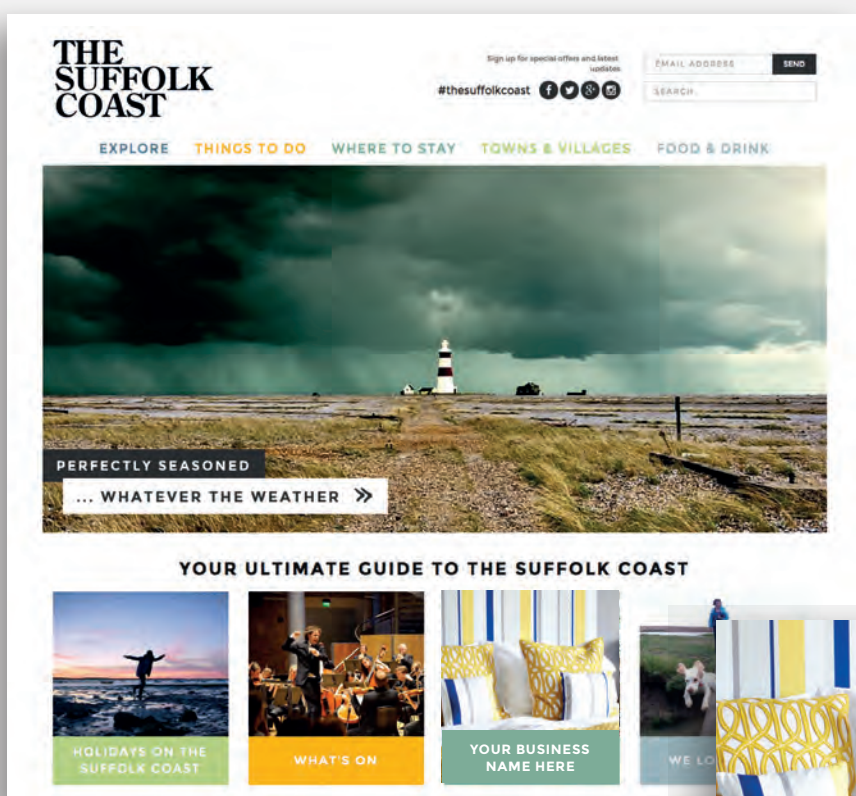 THE
SUFFOLK
COAST
Sign up for special offers and latest
updates
EMAIL ADDRESS
SEND
#thesuffolkcoast
SEARCH
EXPLORE THINGS TO DO WHERE TO STAY TOWNS & VILLAGES FOOD & DRINK
PERFECTLY SEASONED
... WHATEVER THE WEATHER »
YOUR ULTIMATE GUIDE TO THE SUFFOLK COAST
HOLIDAYS ON THE
SUFFOLK COAST
WHAT'S ON
YOUR BUSINESS
NAME HERE
WE